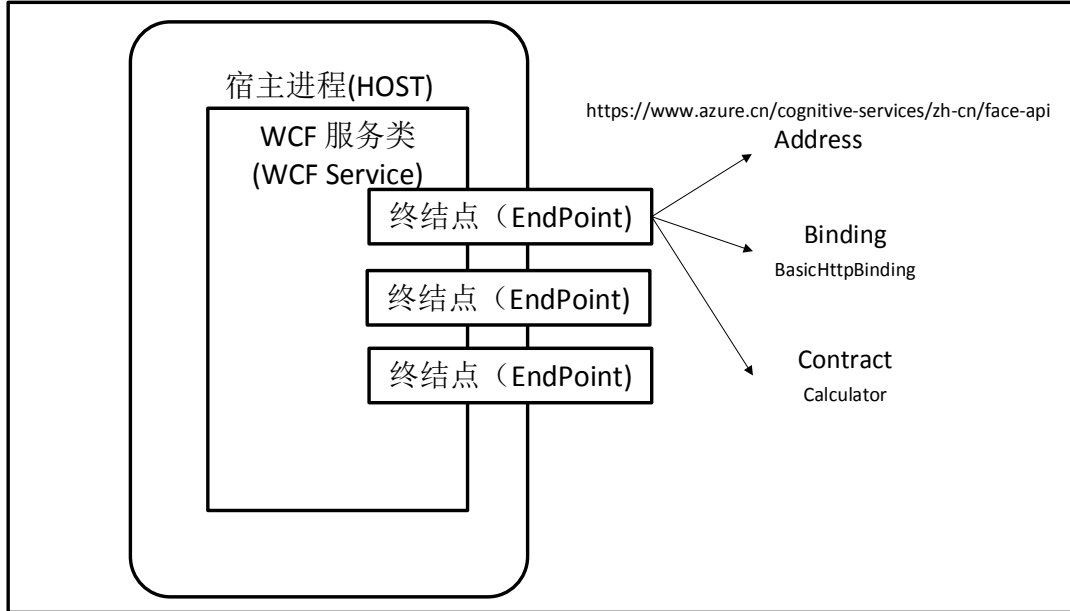 宿主进程(HOST)
WCF 服务类
(WCF Service)
终结点（EndPoint)
终结点（EndPoint)
终结点（EndPoint)
https://www.azure.cn/cognitive-services/zh-cn/face-api
Address
Binding
BasicHttpBinding
Contract
Calculator